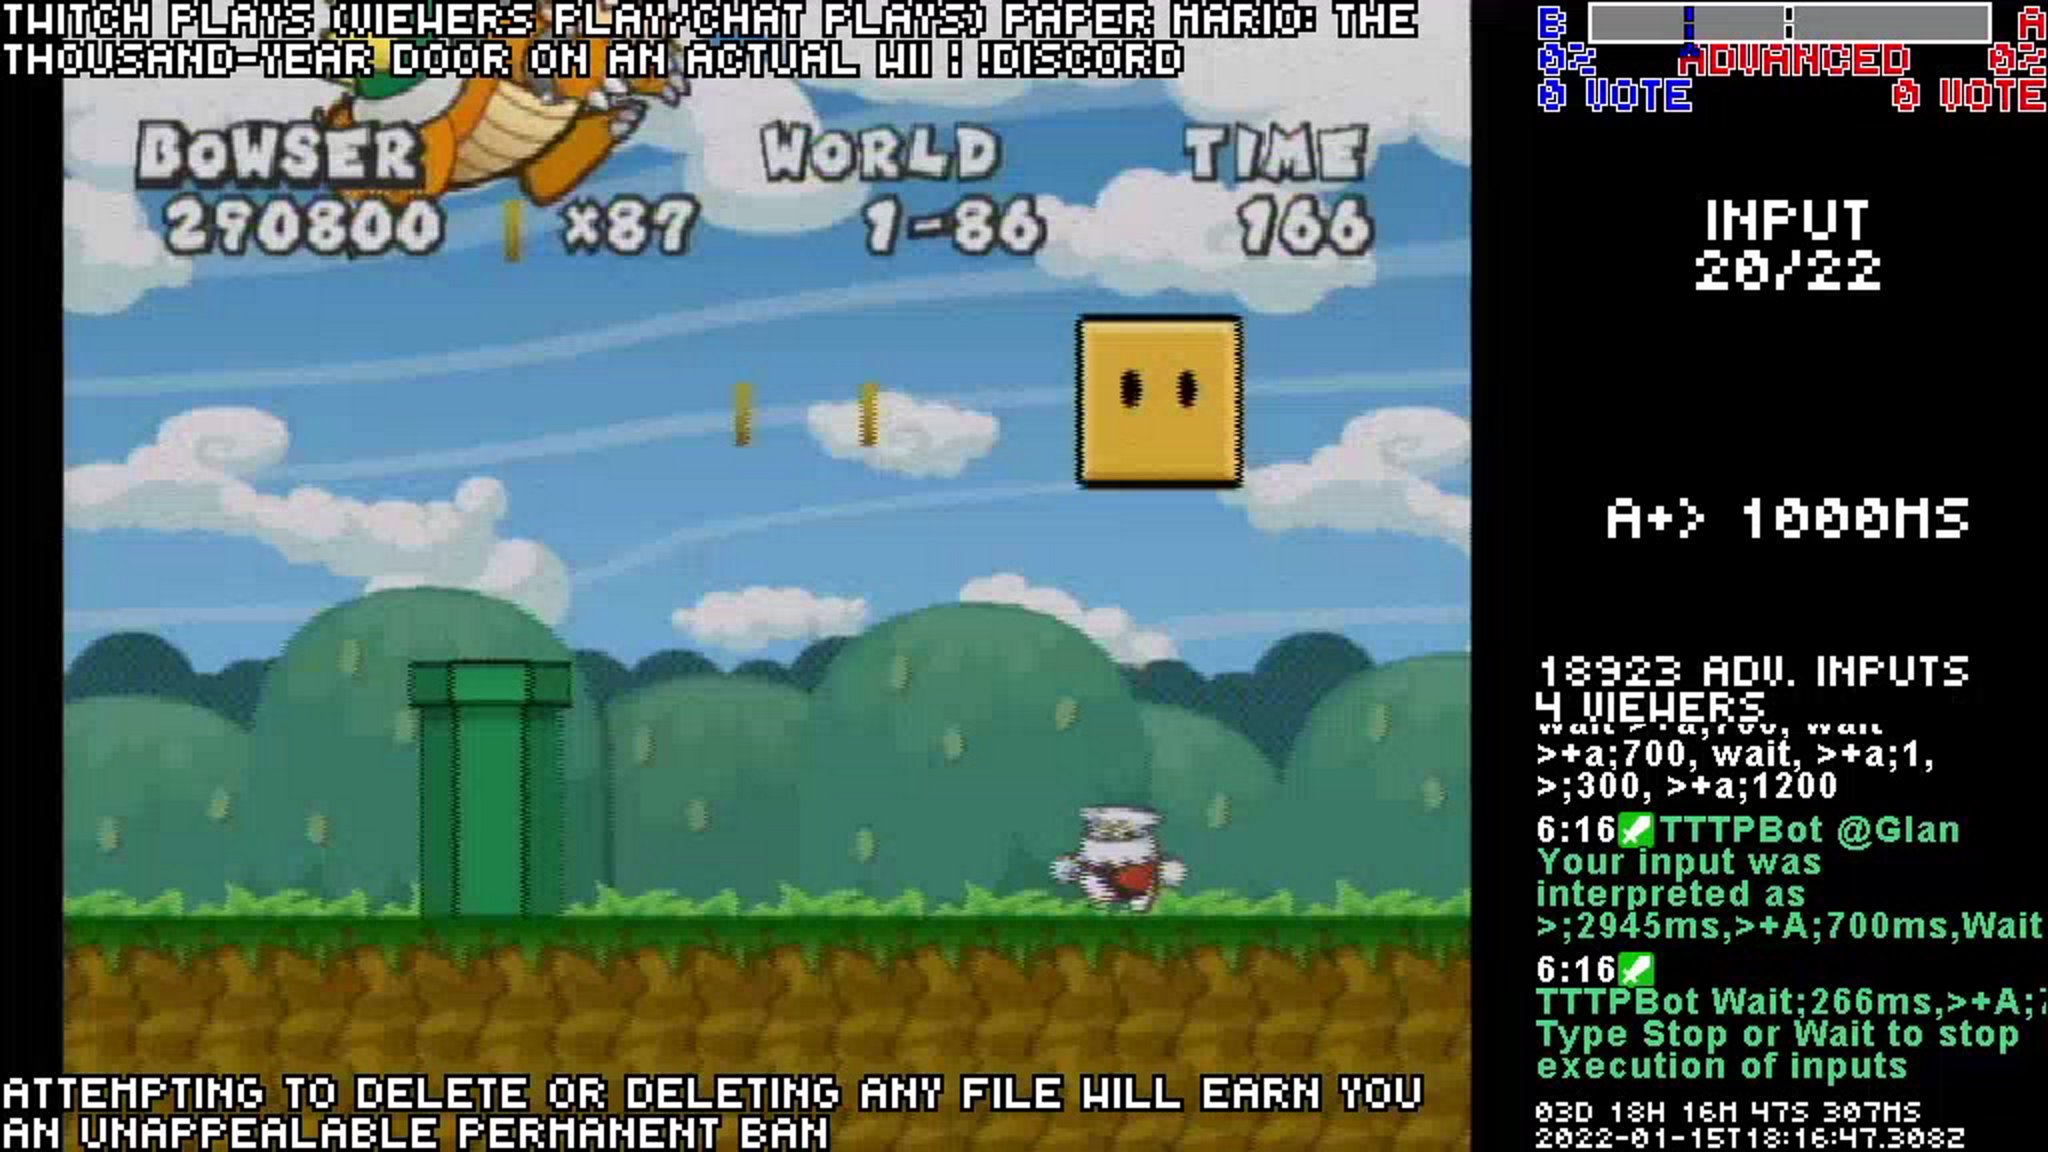 TWITCH PLAYS (VIEWERS PLAY/CHAT PLAYS) PAPER MARIO: THE
THOUSAND-YEAR DOOR ON AN ACTUAL WII ! !DISCORD
BOWSER WORLD TIME
290800 ×87 1-86 166
B A
0% ADVANCED 0%
0 VOTE 0 VOTE
INPUT
20/22
A+> 1000MS
18923 ADV. INPUTS
4 VIEWERS
>+a;700, wait, >+a;1,
>;300, >+a;1200
6:16 TTTPBot @Glan
Your input was
interpreted as
>;2945ms,>+A;700ms,Wait
6:16
TTTPBot Wait;266ms,>+A;7
Type Stop or Wait to stop
execution of inputs
03D 18H 16M 47S 307MS
2022-01-15T18:16:47.308Z
ATTEMPTING TO DELETE OR DELETING ANY FILE WILL EARN YOU
AN UNAPPEALABLE PERMANENT BAN